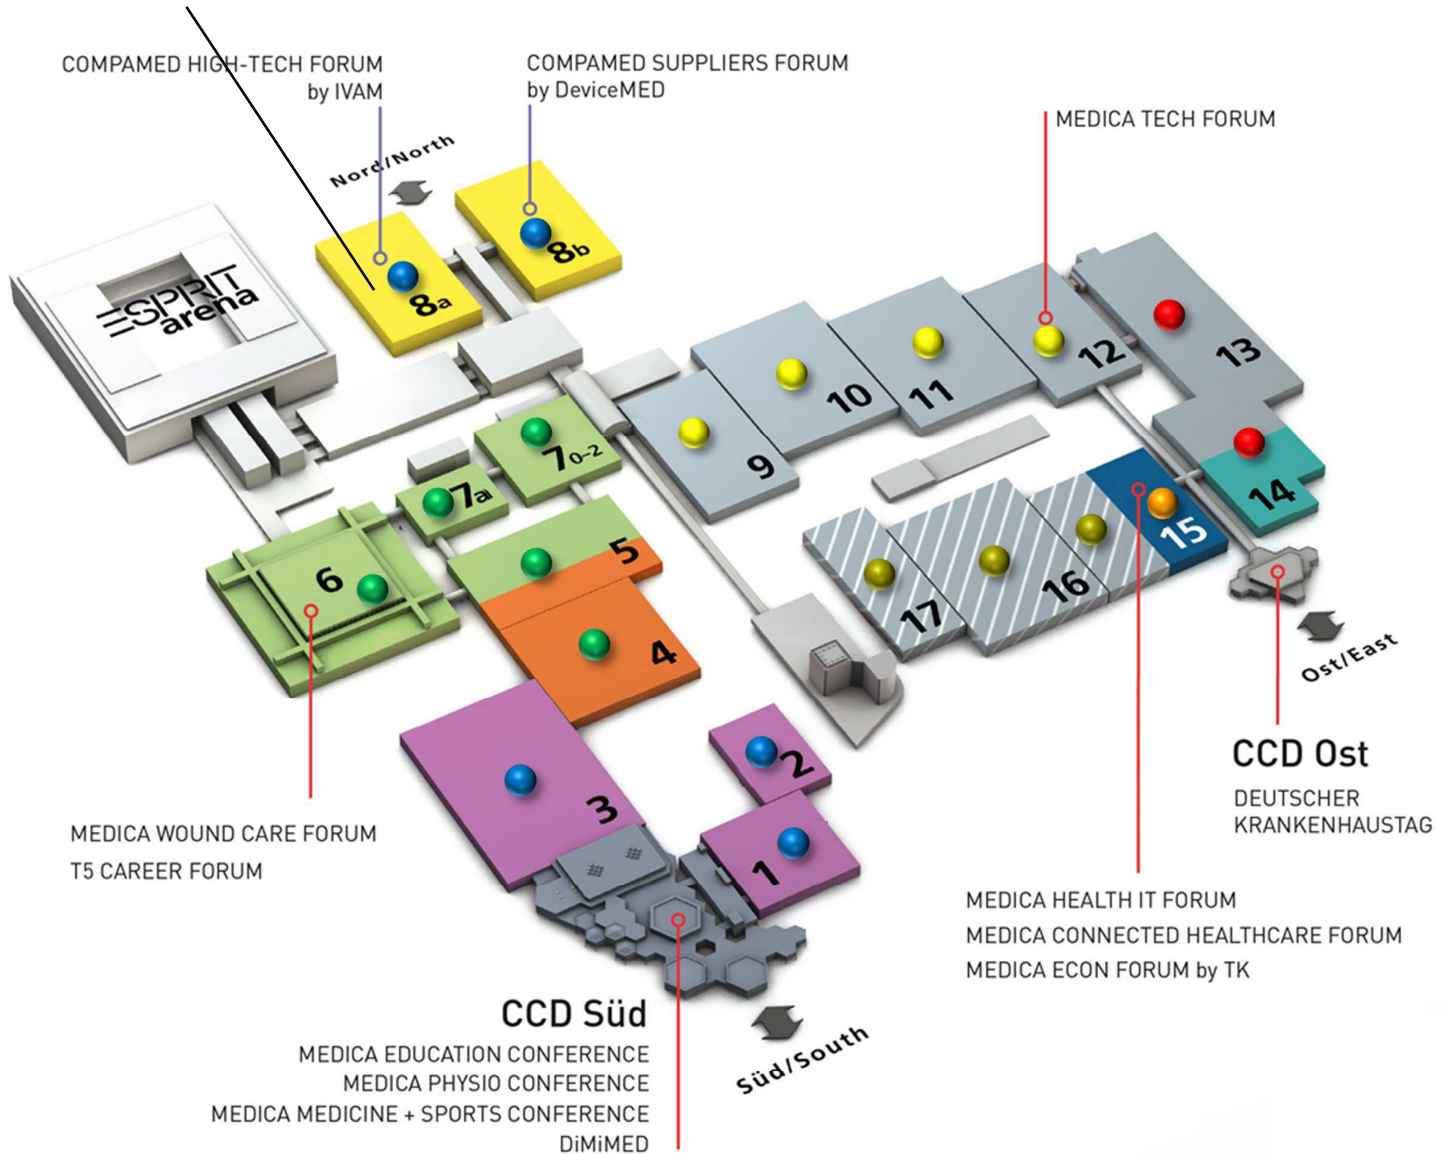 COMPAMED HIGH-TECH FORUM
by IVAM
COMPAMED SUPPLIERS FORUM
by DeviceMED
MEDICA TECH FORUM
Nord/North
ESPRIT
arena
8a
8b
9
10
11
12
13
14
15
16
17
7 0-2
7a
6
5
4
3
2
1
Ost/East
CCD Ost
DEUTSCHER
KRANKENHAUSTAG
MEDICA WOUND CARE FORUM
T5 CAREER FORUM
MEDICA HEALTH IT FORUM
MEDICA CONNECTED HEALTHCARE FORUM
MEDICA ECON FORUM by TK
CCD Süd
MEDICA EDUCATION CONFERENCE
MEDICA PHYSIO CONFERENCE
MEDICA MEDICINE + SPORTS CONFERENCE
DiMiMED
Süd/South